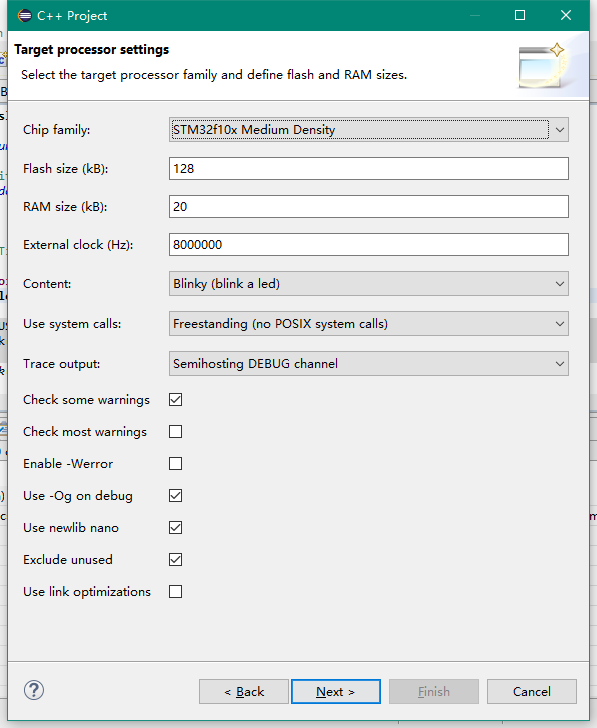 C++ Project
Target processor settings
Select the target processor family and define flash and RAM sizes.
Chip family: STM32f10x Medium Density
Flash size (kB): 128
RAM size (kB): 20
External clock (Hz): 8000000
Content: Blinky (blink a led)
Use system calls: Freestanding (no POSIX system calls)
Trace output: Semihosting DEBUG channel
Check some warnings
Check most warnings
Enable -Werror
Use -Og on debug
Use newlib nano
Exclude unused
Use link optimizations
? < Back Next > Finish Cancel